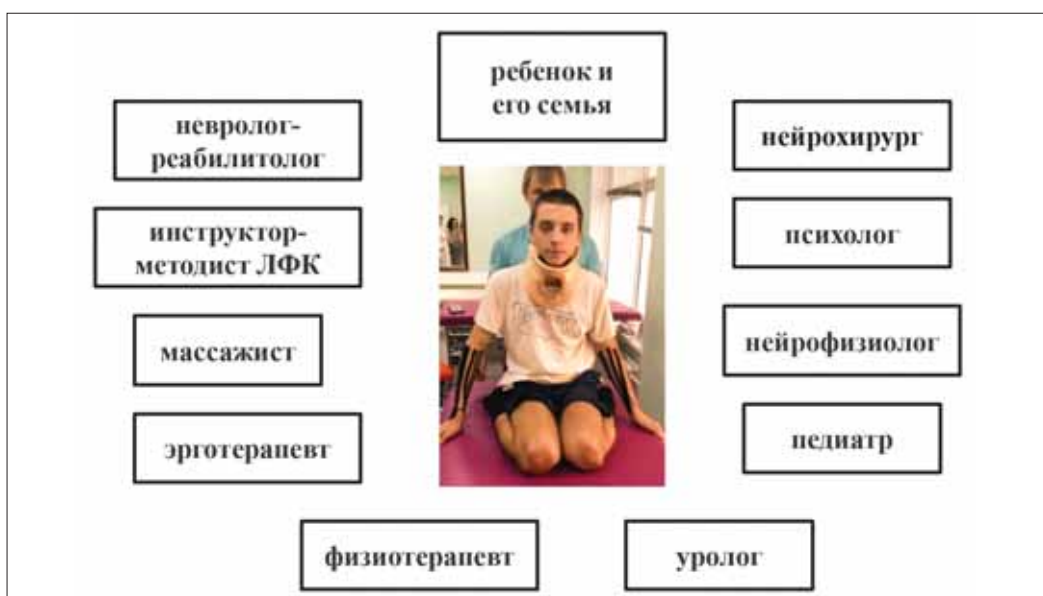 ребенок и
его семья
невролог-
реабилитолог
нейрохирург
инструктор-
методист ЛФК
психолог
массажист
нейрофизиолог
эрготерапевт
педиатр
физиотерапевт
уролог